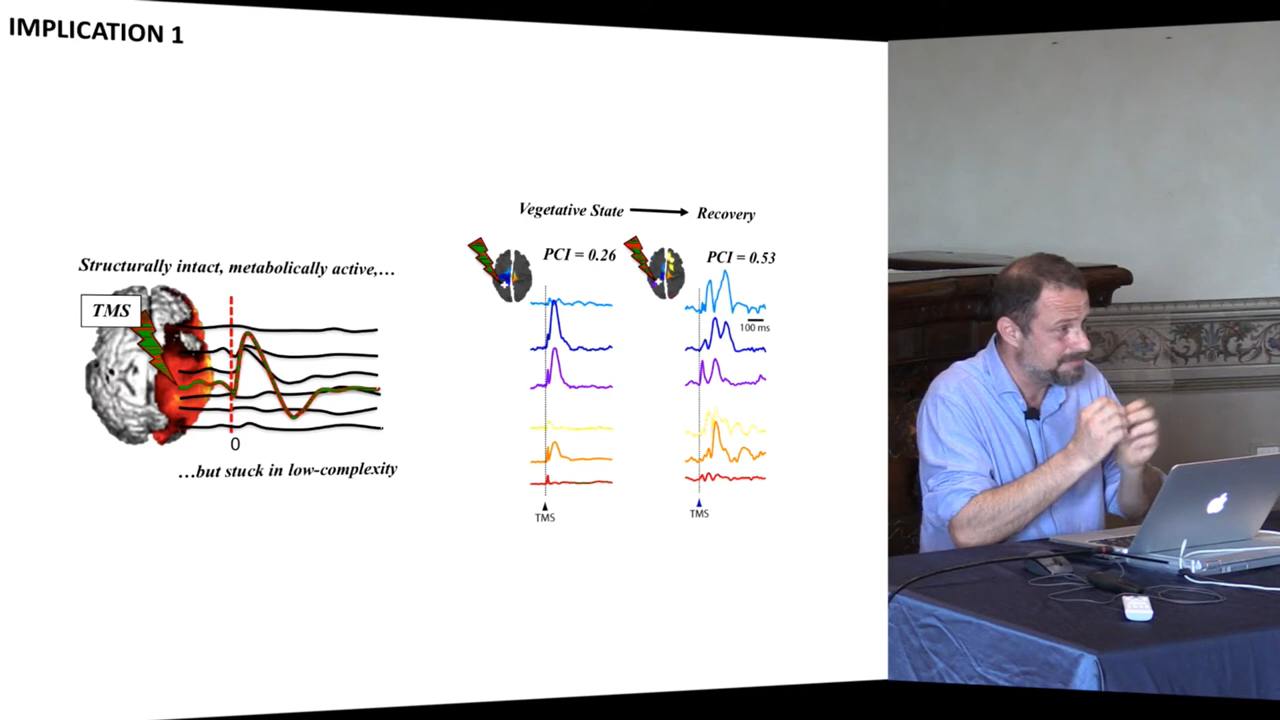 IMPLICATION 1
Structurally intact, metabolically active,...
TMS
0
...but stuck in low-complexity
Vegetative State
Recovery
PCI = 0.26
PCI = 0.53
100 ms
TMS
TMS